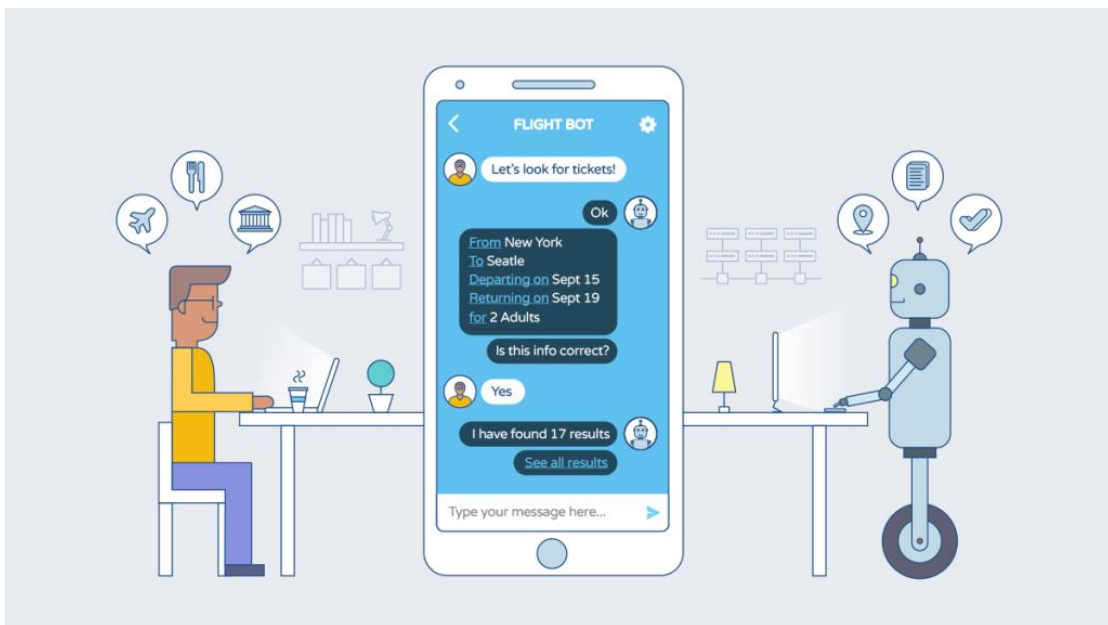 FLIGHT BOT
Let's look for tickets!
Ok
From New York
To Seatle
Departing on Sept 15
Returning on Sept 19
for 2 Adults
Is this info correct?
Yes
I have found 17 results
See all results
Type your message here...